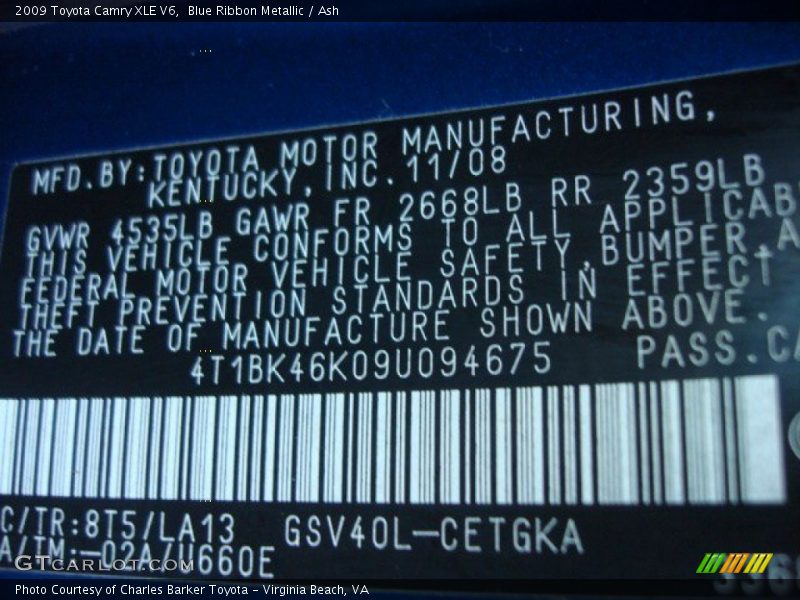 2009 Toyota Camry XLE V6,  Blue Ribbon Metallic / Ash
MFD.BY:TOYOTA MOTOR MANUFACTURING,
KENTUCKY,INC. 11/08
GVWR 4535LB GAWR FR 2668LB RR 2359LB
THIS VEHICLE CONFORMS TO ALL APPLICAB
FEDERAL MOTOR VEHICLE SAFETY,BUMPER,A
THEFT PREVENTION STANDARDS IN EFFECT
THE DATE OF MANUFACTURE SHOWN ABOVE.
4T1BK46K09U094675 PASS.CA
C/TR:8T5/LA13 GSV40L-CETGKA
A/TM:-02A/U660E
GTcarlot.com
Photo Courtesy of Charles Barker Toyota - Virginia Beach, VA